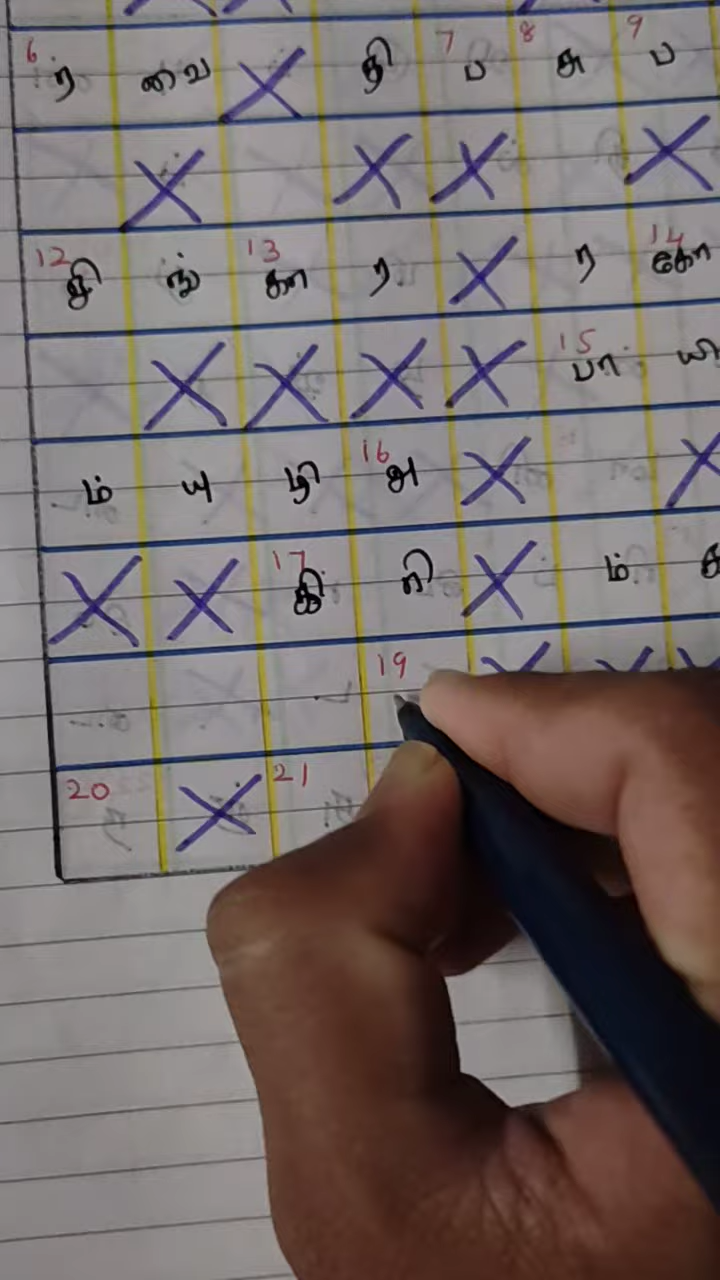 6 ர வை தி 7 ப 8 சு 9 ப
12 சி ங் 13 கா ர ர 14 கோ
15 பா யி
ம் ய ழி 16 அ
17 கி றி ம்
19
20 21